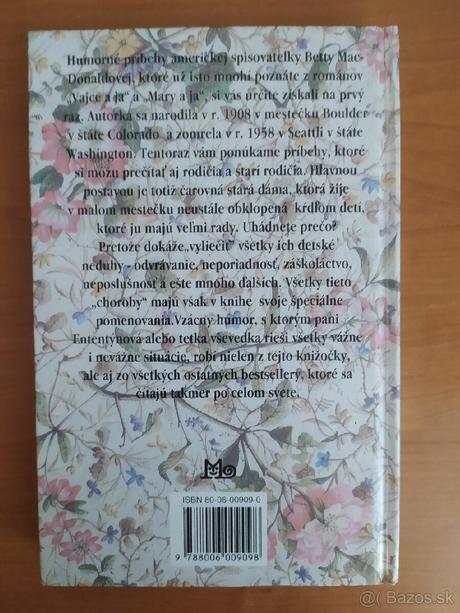 Humorné príbehy americkej spisovateľky Betty Mac-
Donaldovej, ktoré už isto mnohí poznáte z románov
„Vajce a ja“ a „Mary a ja“, si vás určite získali na prvý
raz. Autorka sa narodila v r. 1908 v mestečku Boulder
v štáte Colorado a zomrela v r. 1958 v Seattli v štáte
Washington. Tentoraz vám ponúkame príbehy, ktoré
si môžu prečítať aj rodičia a starí rodičia. Hlavnou
postavou je totiž čarovná stará dáma, ktorá žije
v malom mestečku neustále obklopená kŕdľom detí,
ktoré ju majú veľmi rady. Uhádnete prečo?
Pretože dokáže „vyliečiť“ všetky ich detské
neduhy - odvrávanie, neporiadnosť, záškoláctvo,
neposlušnosť a ešte mnoho ďalších. Všetky tieto
„choroby“ majú však v knihe svoje špeciálne
pomenovania.Vzácny humor, s ktorým pani
Ententýnová alebo tetka vševedka rieši všetky vážne
i nevážne situácie, robí nielen z tejto knižočky,
ale aj zo všetkých ostatných bestsellery, ktoré sa
čítajú takmer po celom svete.
ISBN 80-06-00909-0
9 788006 009098
@ Bazos.sk